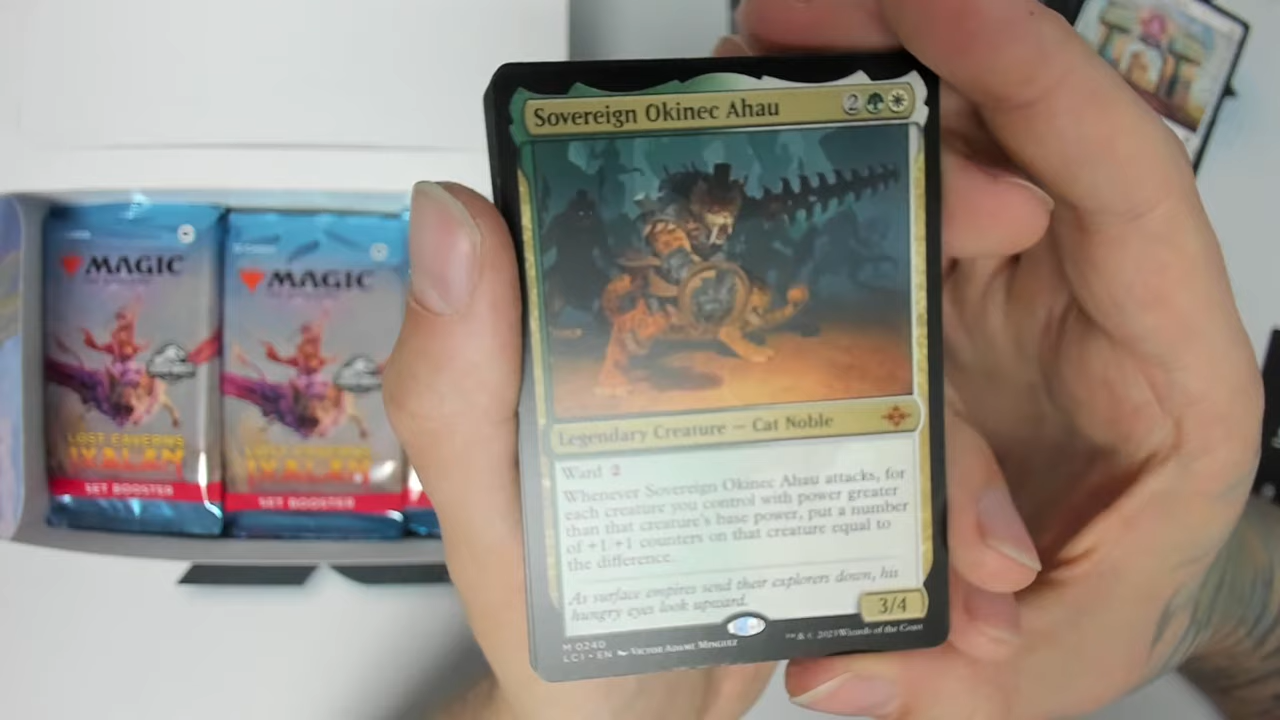 Sovereign Okinec Ahau
2
Legendary Creature — Cat Noble
Ward 2
Whenever Sovereign Okinec Ahau attacks, for
each creature you control with power greater
than that creature's base power, put a number
of +1/+1 counters on that creature equal to
the difference.
As surface empires send their explorers down, his
hungry eyes look upward.
3/4
M 0240
LCI • EN Victor Adame Minguez
™ & © 2023 Wizards of the Coast
MAGIC
LOST CAVERNS
IXALAN
SET BOOSTER
MAGIC
LOST CAVERNS
IXALAN
SET BOOSTER